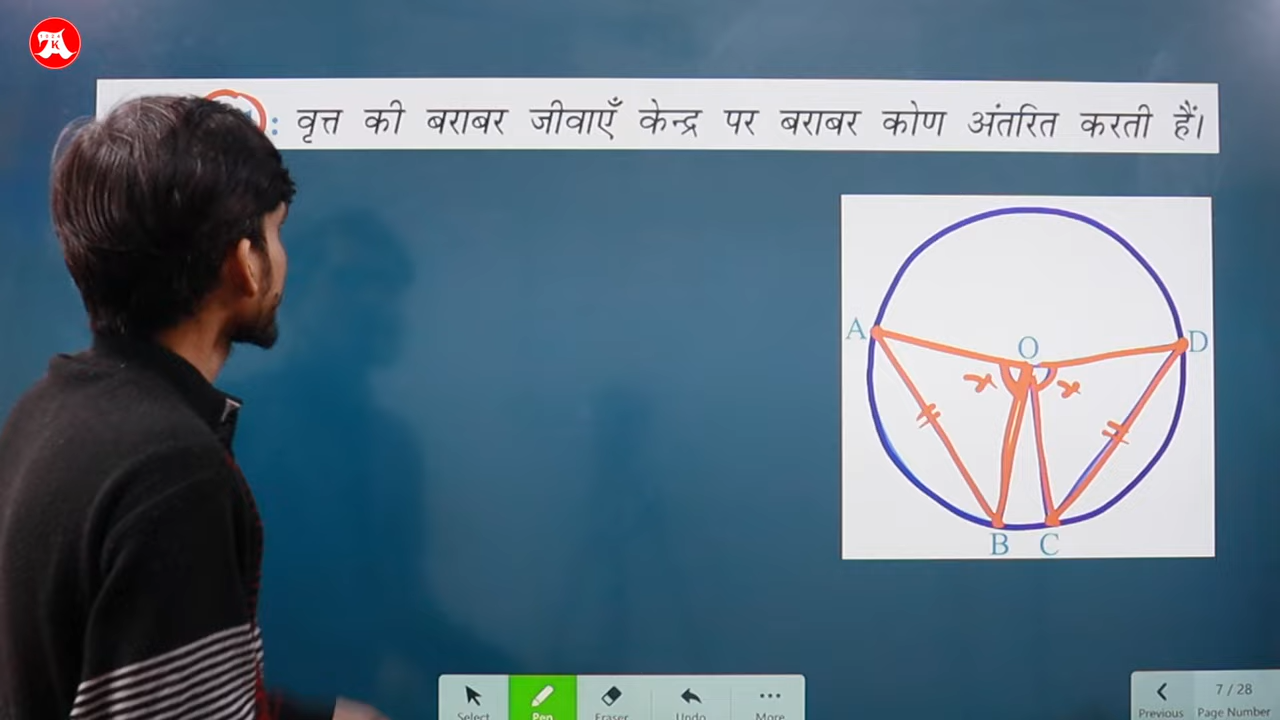 : वृत्त की बराबर जीवाएँ केन्द्र पर बराबर कोण अंतरित करती हैं।
A
O
D
x
x
B
C
Select
Pen
Eraser
Undo
More
Previous
7 / 28
Page Number
K